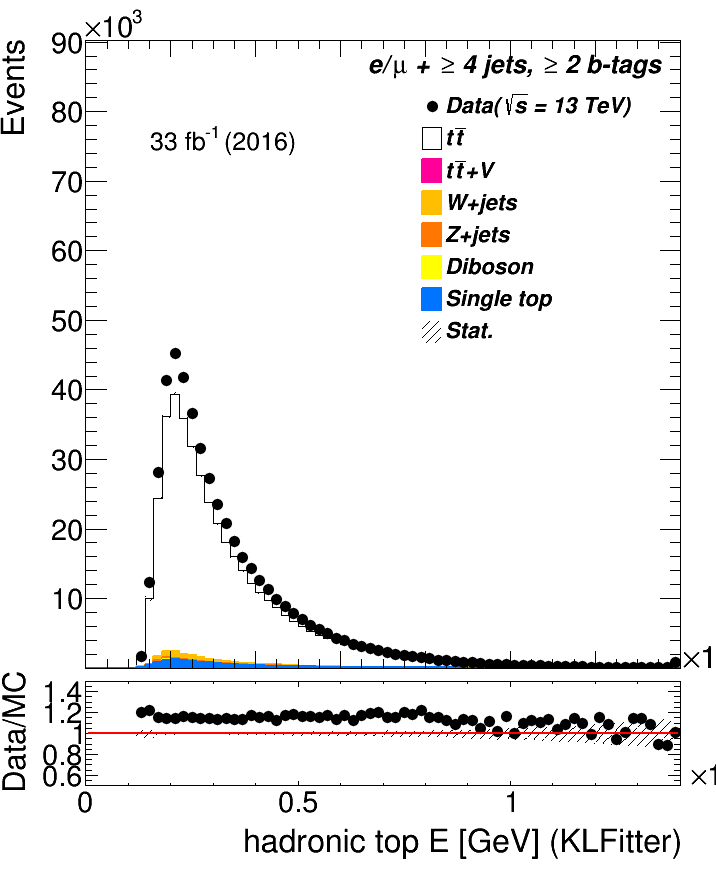 ×10³
Events
90
80
70
60
50
40
30
20
10
e/μ + ≥ 4 jets, ≥ 2 b-tags
33 fb⁻¹ (2016)
Data(√s = 13 TeV)
tt̅
tt̅+V
W+jets
Z+jets
Diboson
Single top
Stat.
×1
Data/MC
1.4
1.2
1
0.8
0.6
×1
0 0.5 1
hadronic top E [GeV] (KLFitter)